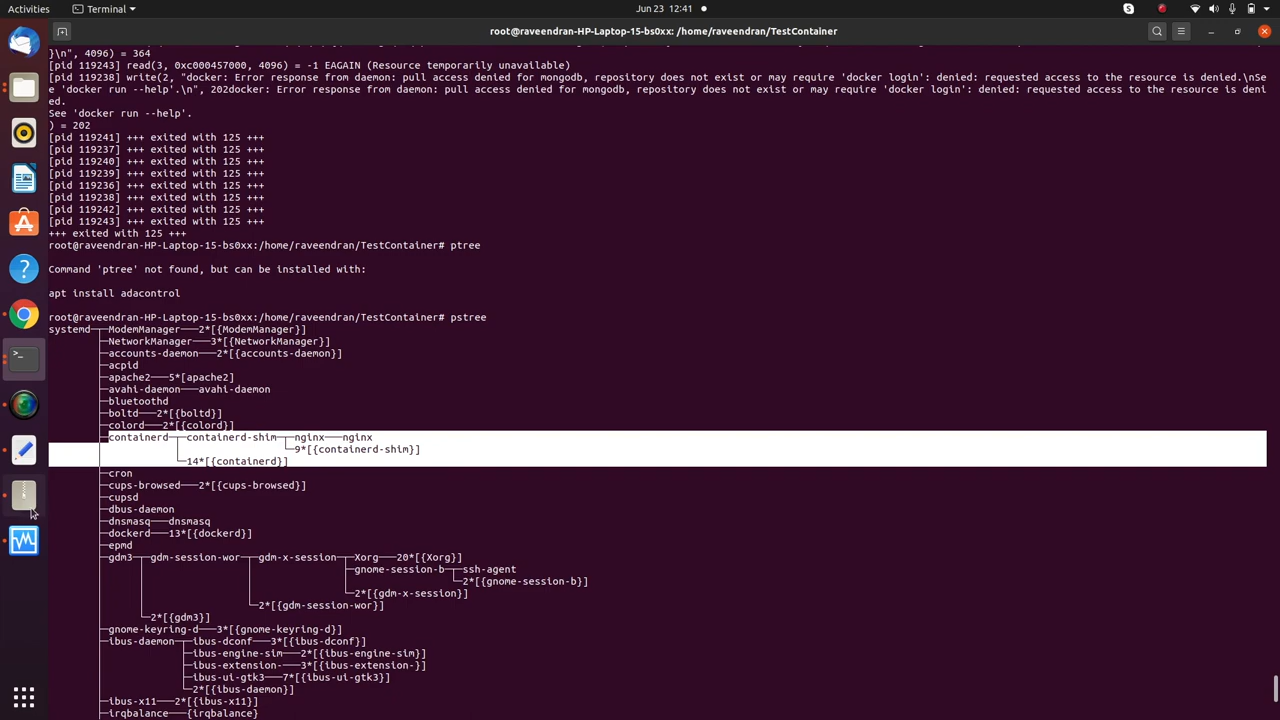 Activities
Terminal
Jun 23 12:41
root@raveendran-HP-Laptop-15-bs0xx: /home/raveendran/TestContainer
}\n", 4096) = 364
[pid 119243] read(3, 0xc000457000, 4096) = -1 EAGAIN (Resource temporarily unavailable)
[pid 119238] write(2, "docker: Error response from daemon: pull access denied for mongodb, repository does not exist or may require 'docker login': denied: requested access to the resource is denied.\nSe
e 'docker run --help'.\n", 202docker: Error response from daemon: pull access denied for mongodb, repository does not exist or may require 'docker login': denied: requested access to the resource is deni
ed.
See 'docker run --help'.
) = 202
[pid 119241] +++ exited with 125 +++
[pid 119237] +++ exited with 125 +++
[pid 119240] +++ exited with 125 +++
[pid 119239] +++ exited with 125 +++
[pid 119236] +++ exited with 125 +++
[pid 119238] +++ exited with 125 +++
[pid 119242] +++ exited with 125 +++
[pid 119243] +++ exited with 125 +++
+++ exited with 125 +++
root@raveendran-HP-Laptop-15-bs0xx:/home/raveendran/TestContainer# ptree
Command 'ptree' not found, but can be installed with:
apt install adacontrol
root@raveendran-HP-Laptop-15-bs0xx:/home/raveendran/TestContainer# pstree
systemd─┬─ModemManager───2*[{ModemManager}]
├─NetworkManager───3*[{NetworkManager}]
├─accounts-daemon───2*[{accounts-daemon}]
├─acpid
├─apache2───5*[apache2]
├─avahi-daemon───avahi-daemon
├─bluetoothd
├─boltd───2*[{boltd}]
├─colord───2*[{colord}]
├─containerd─┬─containerd-shim─┬─nginx───nginx
│ │ └─9*[{containerd-shim}]
│ └─14*[{containerd}]
├─cron
├─cups-browsed───2*[{cups-browsed}]
├─cupsd
├─dbus-daemon
├─dnsmasq───dnsmasq
├─dockerd───13*[{dockerd}]
├─epmd
├─gdm3─┬─gdm-session-wor─┬─gdm-x-session─┬─Xorg───20*[{Xorg}]
│ │ │ ├─gnome-session-b─┬─ssh-agent
│ │ │ │ └─2*[{gnome-session-b}]
│ │ │ └─2*[{gdm-x-session}]
│ │ └─2*[{gdm-session-wor}]
│ └─2*[{gdm3}]
├─gnome-keyring-d───3*[{gnome-keyring-d}]
├─ibus-daemon─┬─ibus-dconf───3*[{ibus-dconf}]
│ ├─ibus-engine-sim───2*[{ibus-engine-sim}]
│ ├─ibus-extension-───3*[{ibus-extension-}]
│ ├─ibus-ui-gtk3───7*[{ibus-ui-gtk3}]
│ └─2*[{ibus-daemon}]
├─ibus-x11───2*[{ibus-x11}]
├─irqbalance───{irqbalance}